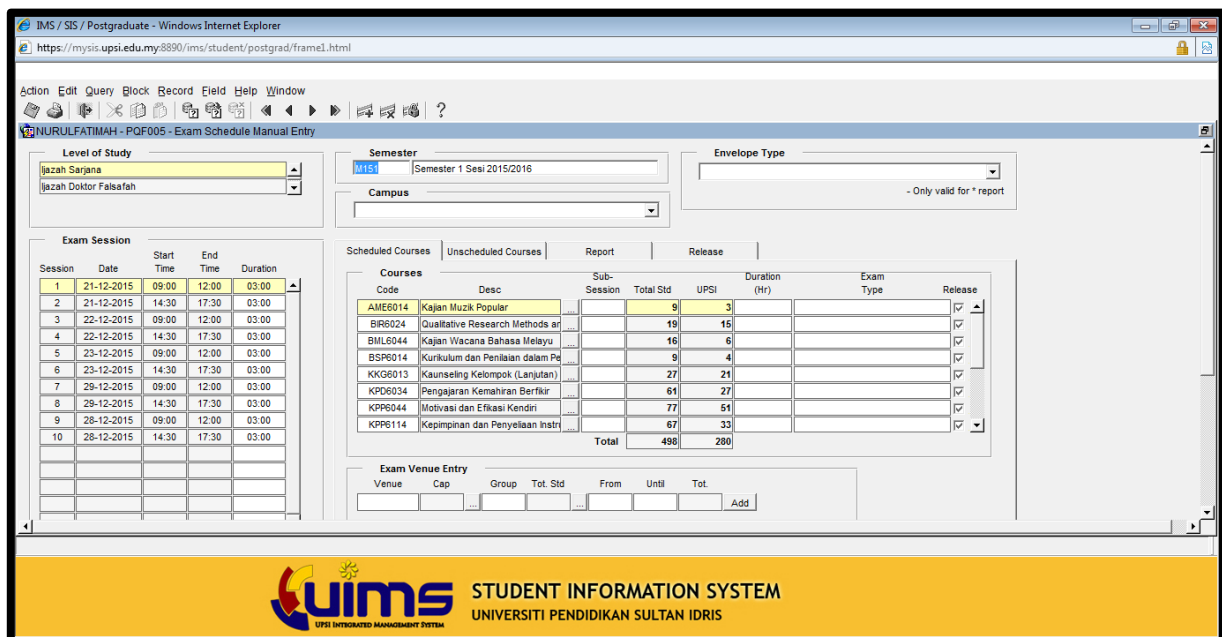 IMS / SIS / Postgraduate - Windows Internet Explorer
https://mysis.upsi.edu.my:8890/ims/student/postgrad/frame1.html
Action Edit Query Block Record Field Help Window
NURULFATIMAH - PQF005 - Exam Schedule Manual Entry
Level of Study
Ijazah Sarjana
Ijazah Doktor Falsafah
Semester
M151 Semester 1 Sesi 2015/2016
Campus
Envelope Type
- Only valid for * report
Exam Session
Session Date Start Time End Time Duration
1 21-12-2015 09:00 12:00 03:00
2 21-12-2015 14:30 17:30 03:00
3 22-12-2015 09:00 12:00 03:00
4 22-12-2015 14:30 17:30 03:00
5 23-12-2015 09:00 12:00 03:00
6 23-12-2015 14:30 17:30 03:00
7 29-12-2015 09:00 12:00 03:00
8 29-12-2015 14:30 17:30 03:00
9 28-12-2015 09:00 12:00 03:00
10 28-12-2015 14:30 17:30 03:00
Scheduled Courses Unscheduled Courses Report Release
Courses
Code Desc Sub-Session Total Std UPSI Duration (Hr) Exam Type Release
AME6014 Kajian Muzik Popular ... 9 3
BIR6024 Qualitative Research Methods ar ... 19 15
BML6044 Kajian Wacana Bahasa Melayu ... 16 6
BSP6014 Kurikulum dan Penilaian dalam Pe ... 9 4
KKG6013 Kaunseling Kelompok (Lanjutan) ... 27 21
KPD6034 Pengajaran Kemahiran Berfikir ... 61 27
KPP6044 Motivasi dan Efikasi Kendiri ... 77 51
KPP6114 Kepimpinan dan Penyeliaan Instr ... 67 33
Total 498 280
Exam Venue Entry
Venue Cap Group Tot. Std From Until Tot.
... ... Add
uims
UPSI INTEGRATED MANAGEMENT SYSTEM
STUDENT INFORMATION SYSTEM
UNIVERSITI PENDIDIKAN SULTAN IDRIS